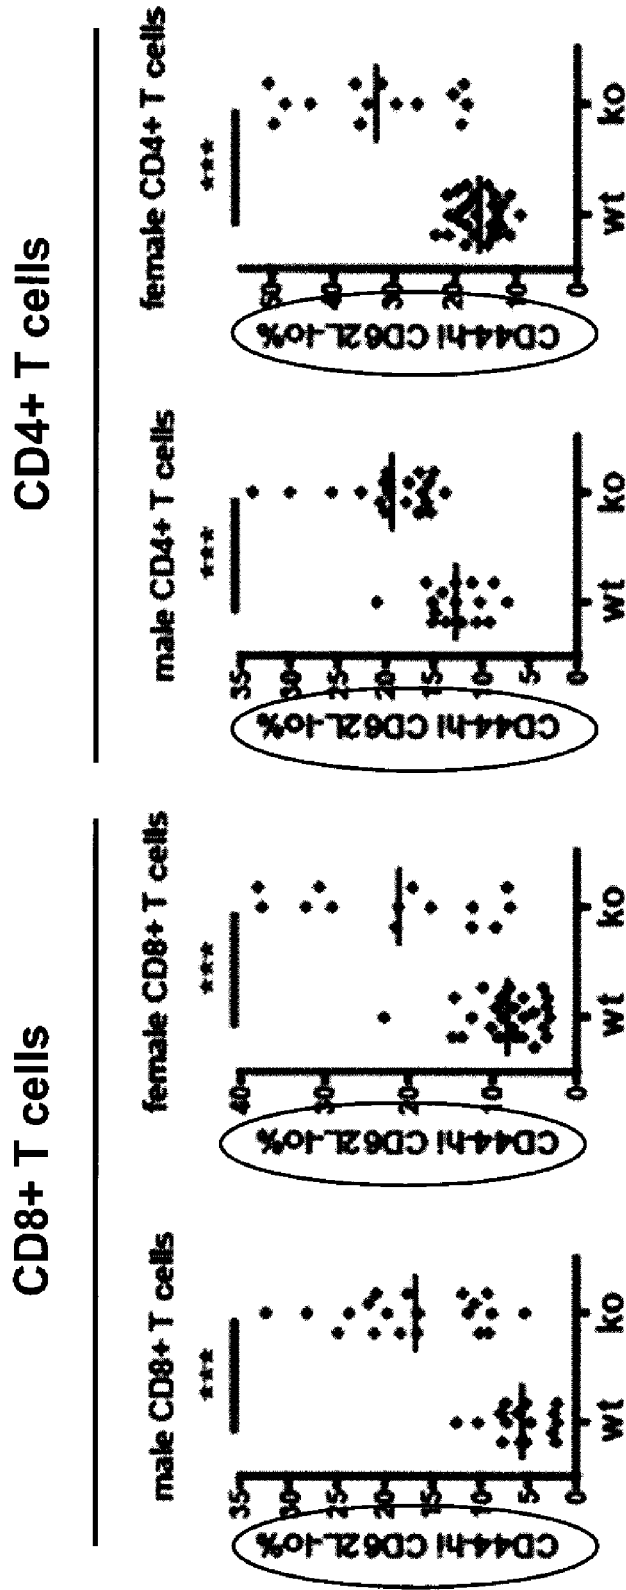 CD8+ T cells
CD4+ T cells
male CD8+ T cells
***
CD44-hi CD62L-lo%
35
30
25
20
15
10
5
0
wt
ko
female CD8+ T cells
***
CD44-hi CD62L-lo%
40
30
20
10
0
wt
ko
male CD4+ T cells
***
CD44-hi CD62L-lo%
35
30
25
20
15
10
5
0
wt
ko
female CD4+ T cells
***
CD44-hi CD62L-lo%
50
40
30
20
10
0
wt
ko